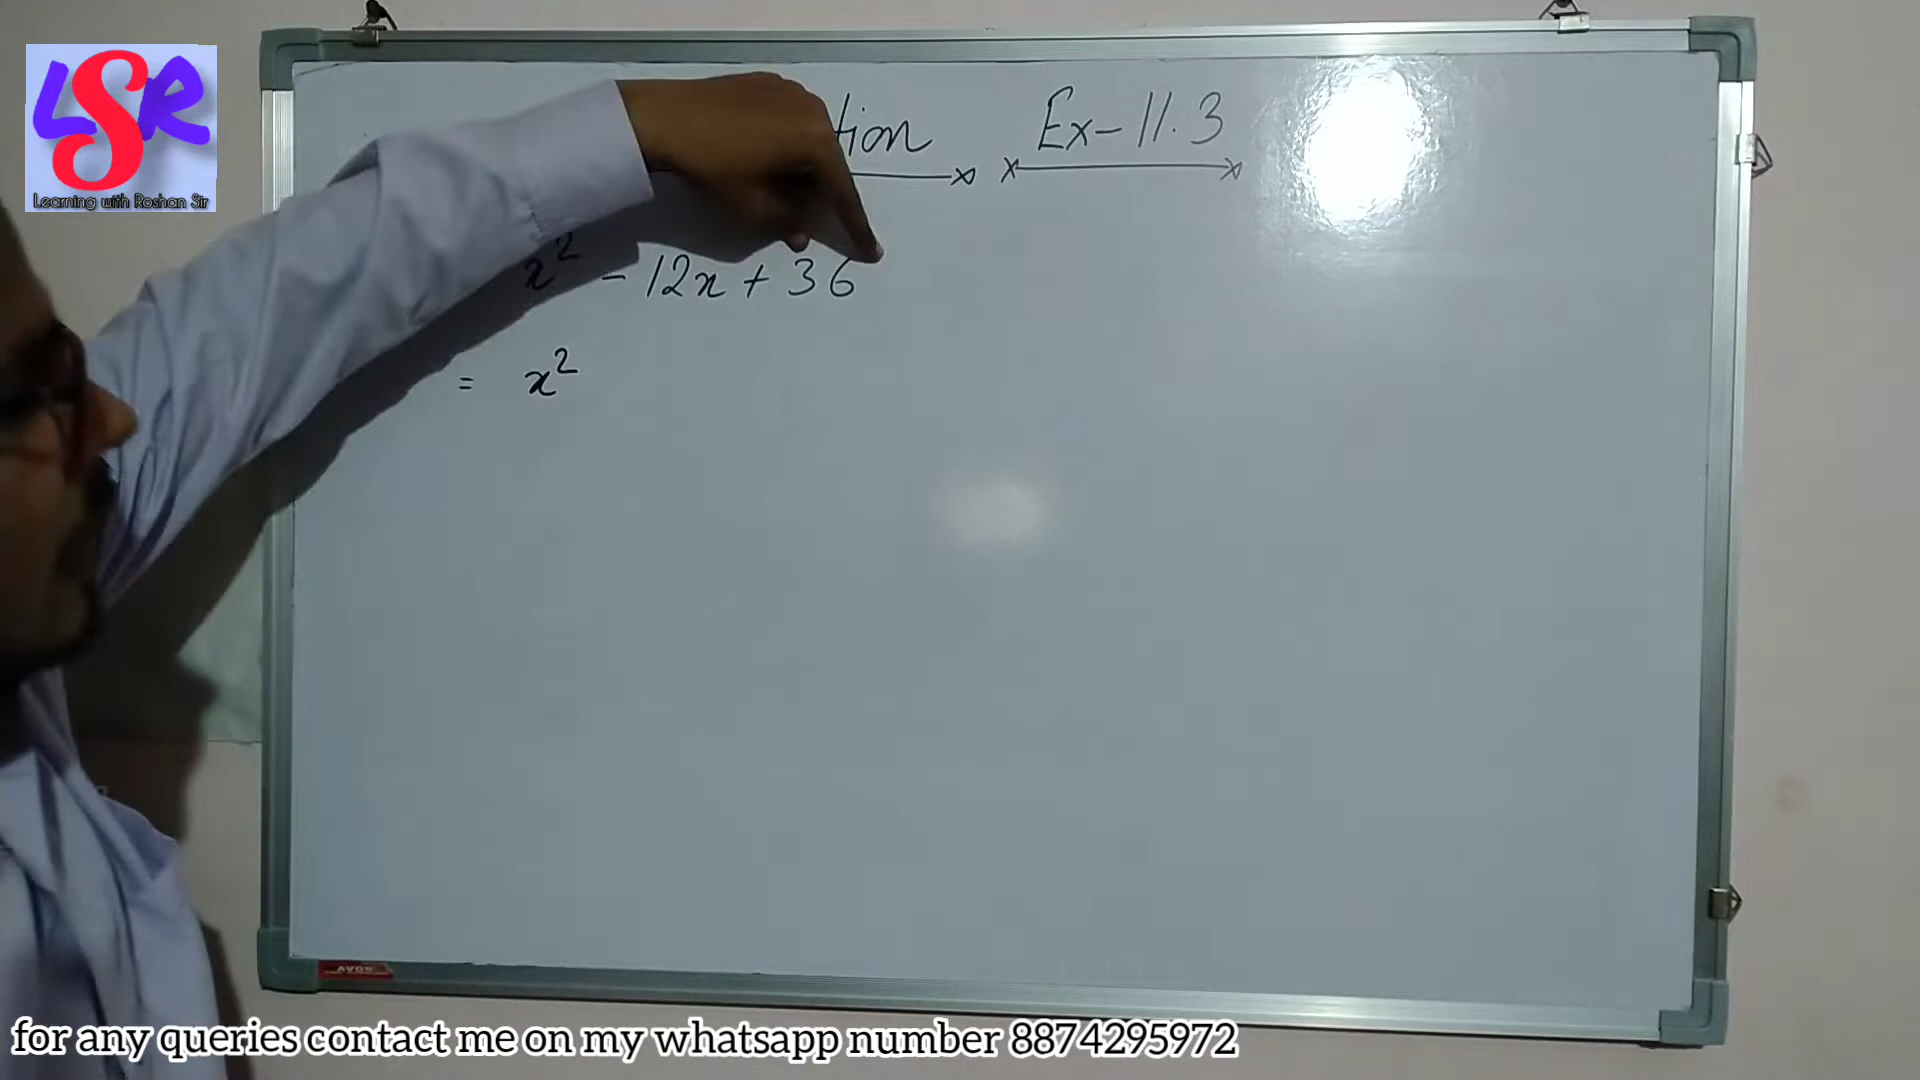 LSR
Learning with Roshan Sir
tion Ex-11.3
x² - 12x + 36
= x²
AVON
for any queries contact me on my whatsapp number 8874295972